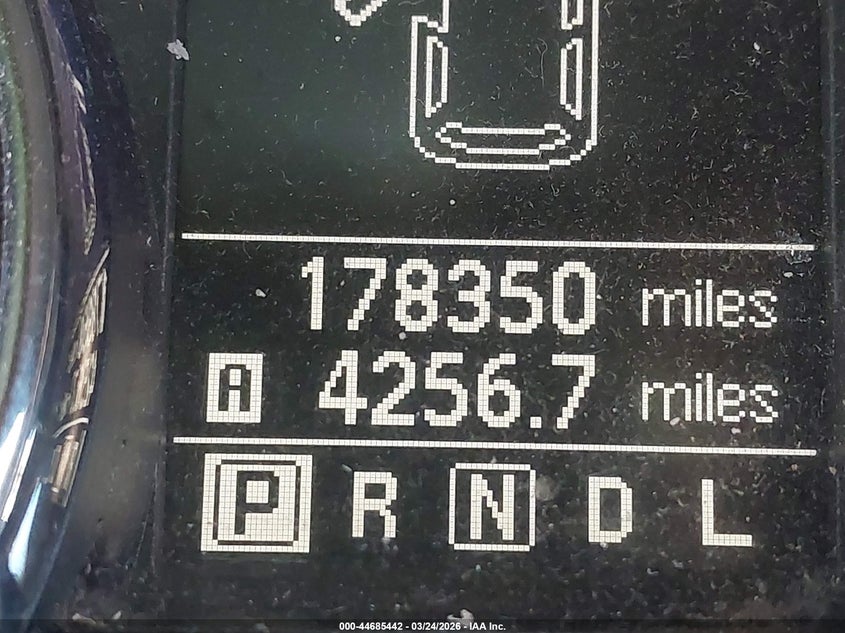 178350 miles
A 4256.7 miles
P R N D L
000-44685442 - 03/24/2026 - IAA Inc.